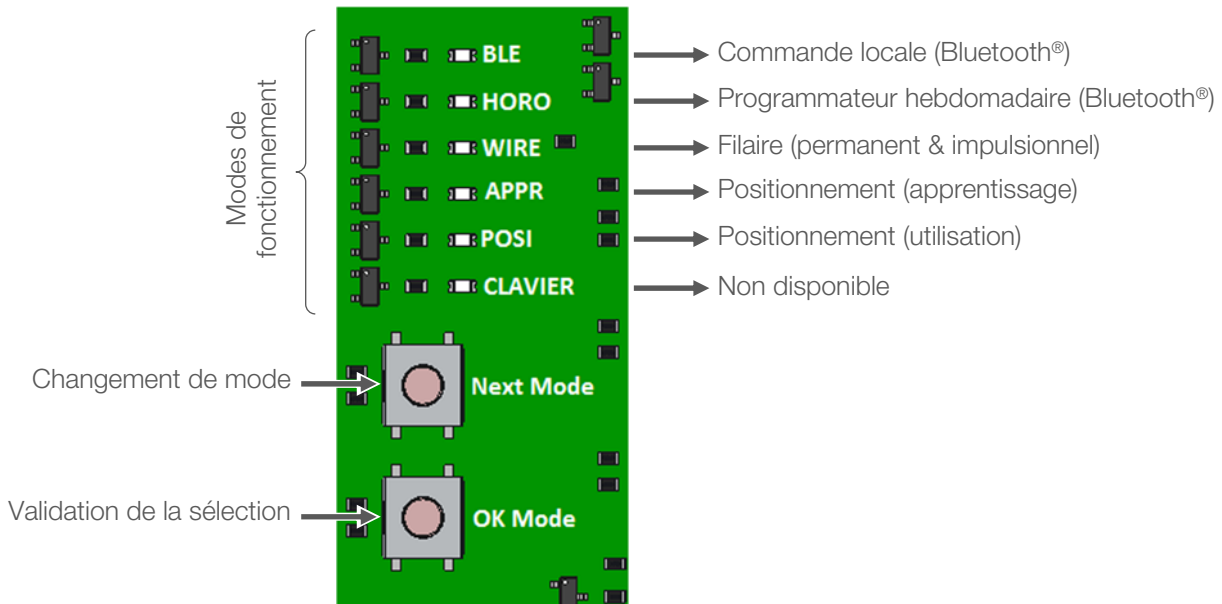 Modes de
fonctionnement
BLE
Commande locale (Bluetooth®)
HORO
Programmateur hebdomadaire (Bluetooth®)
WIRE
Filaire (permanent & impulsionnel)
APPR
Positionnement (apprentissage)
POSI
Positionnement (utilisation)
CLAVIER
Non disponible
Changement de mode
Next Mode
Validation de la sélection
OK Mode